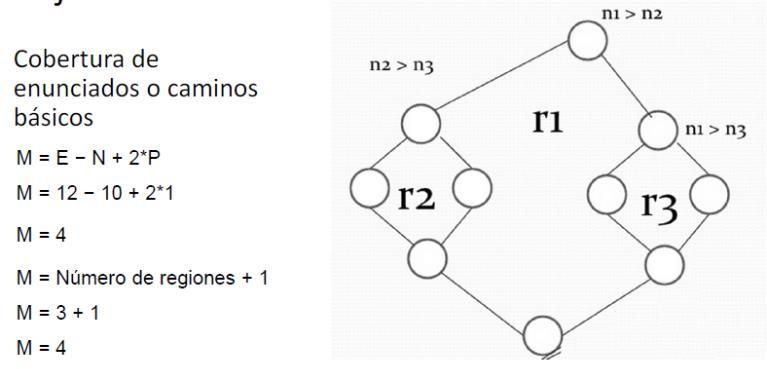 Cobertura de
enunciados o caminos
básicos
M = E – N + 2*P
M = 12 – 10 + 2*1
M = 4
M = Número de regiones + 1
M = 3 + 1
M = 4
n1 > n2
n2 > n3
r1
n1 > n3
r2
r3